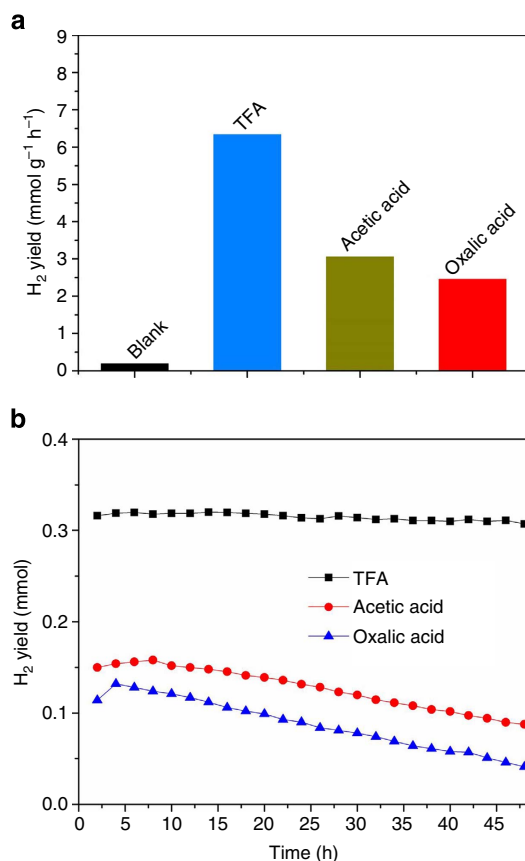 a
9
8
7
6
5
4
3
2
1
0
H₂ yield (mmol g⁻¹ h⁻¹)
Blank
TFA
Acetic acid
Oxalic acid
b
0.4
0.3
0.2
0.1
0.0
H₂ yield (mmol)
TFA
Acetic acid
Oxalic acid
0 5 10 15 20 25 30 35 40 45 50
Time (h)